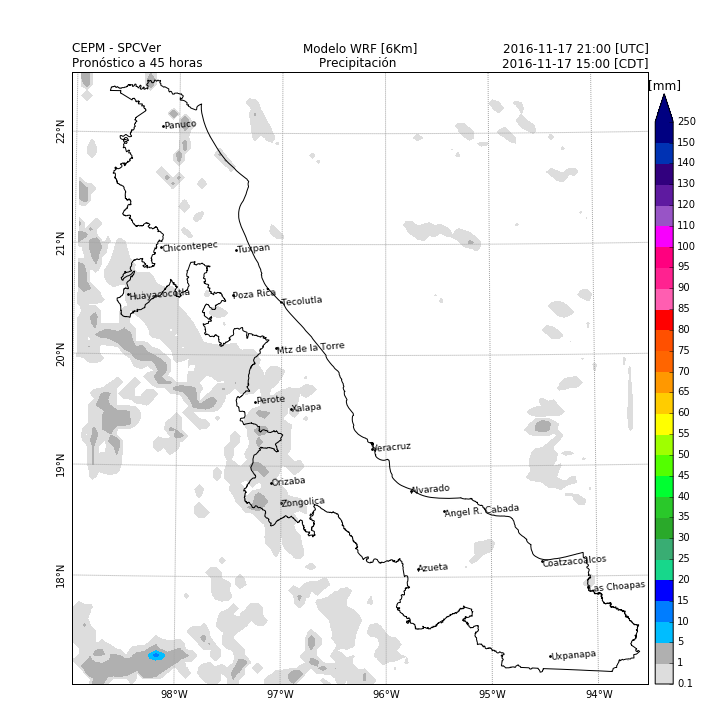 CEPM - SPCVer
Modelo WRF [6Km]
2016-11-17 21:00 [UTC]
Pronóstico a 45 horas
Precipitación
2016-11-17 15:00 [CDT]
[mm]
250
150
140
130
120
110
100
95
90
85
80
75
70
65
60
55
50
45
40
35
30
25
20
15
10
5
1
0.1
22°N
21°N
20°N
19°N
18°N
Panuco
Chicontepec
Tuxpan
Huayacocotla
Poza Rica
Tecolutla
Mtz de la Torre
Perote
Xalapa
Veracruz
Orizaba
Zongolica
Alvarado
Angel R. Cabada
Azueta
Coatzacoalcos
Las Choapas
Uxpanapa
98°W
97°W
96°W
95°W
94°W